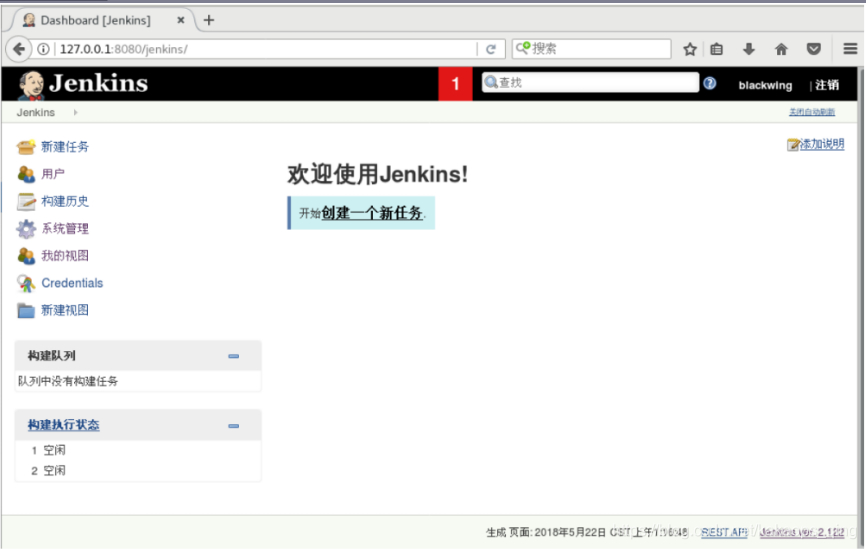 Dashboard [Jenkins]
127.0.0.1:8080/jenkins/
搜索
Jenkins
1
查找
blackwing | 注销
Jenkins
关闭自动刷新
新建任务
用户
构建历史
系统管理
我的视图
Credentials
新建视图
添加说明
欢迎使用Jenkins!
开始创建一个新任务.
构建队列
队列中没有构建任务
构建执行状态
1 空闲
2 空闲
生成 页面: 2018年5月22日 CST 上午
REST API
Jenkins ver. 2.122